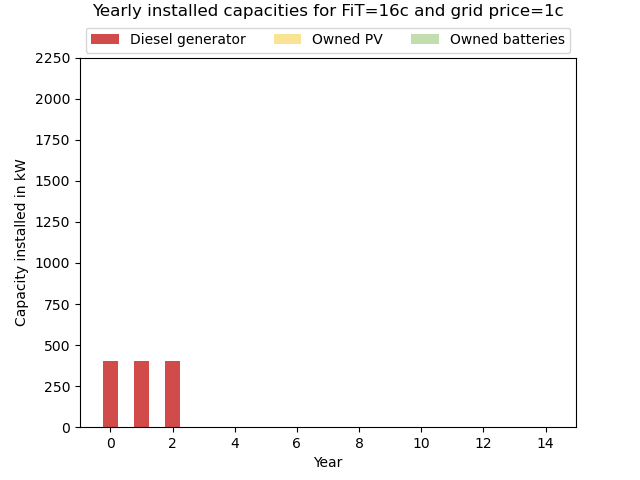 Yearly installed capacities for FiT=16c and grid price=1c
Diesel generator Owned PV Owned batteries
2250
2000
1750
1500
1250
1000
750
500
250
0
Capacity installed in kW
0 2 4 6 8 10 12 14
Year